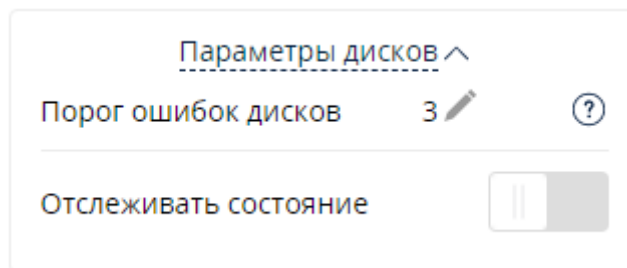 Параметры дисков
Порог ошибок дисков 3 ?
Отслеживать состояние